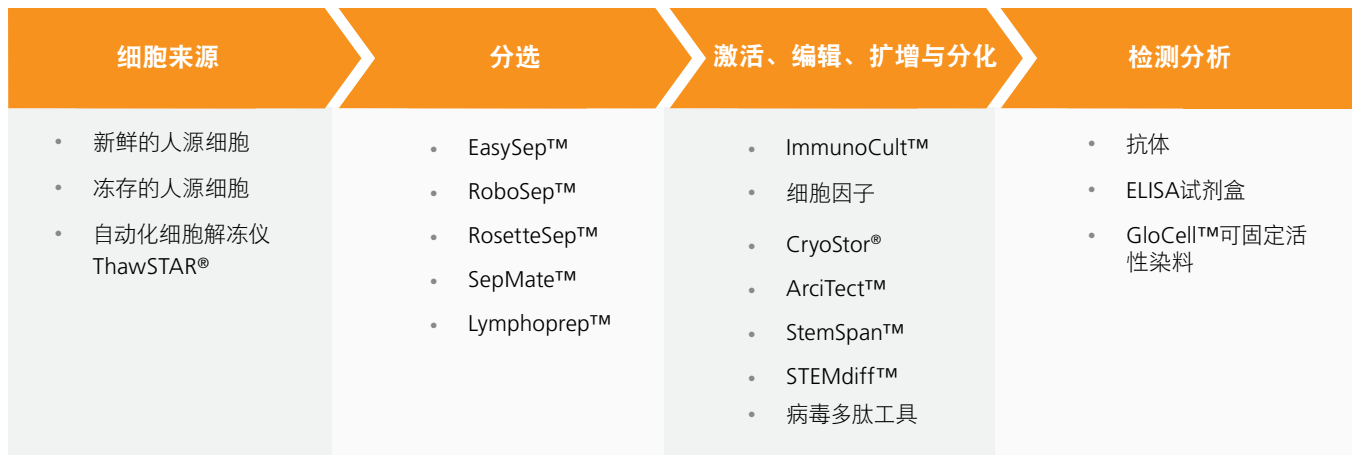 细胞来源
分选
激活、编辑、扩增与分化
检测分析
• 新鲜的人源细胞
• 冻存的人源细胞
• 自动化细胞解冻仪
ThawSTAR®
• EasySep™
• RoboSep™
• RosetteSep™
• SepMate™
• Lymphoprep™
• ImmunoCult™
• 细胞因子
• CryoStor®
• ArciTect™
• StemSpan™
• STEMdiff™
• 病毒多肽工具
• 抗体
• ELISA试剂盒
• GloCell™可固定活
性染料